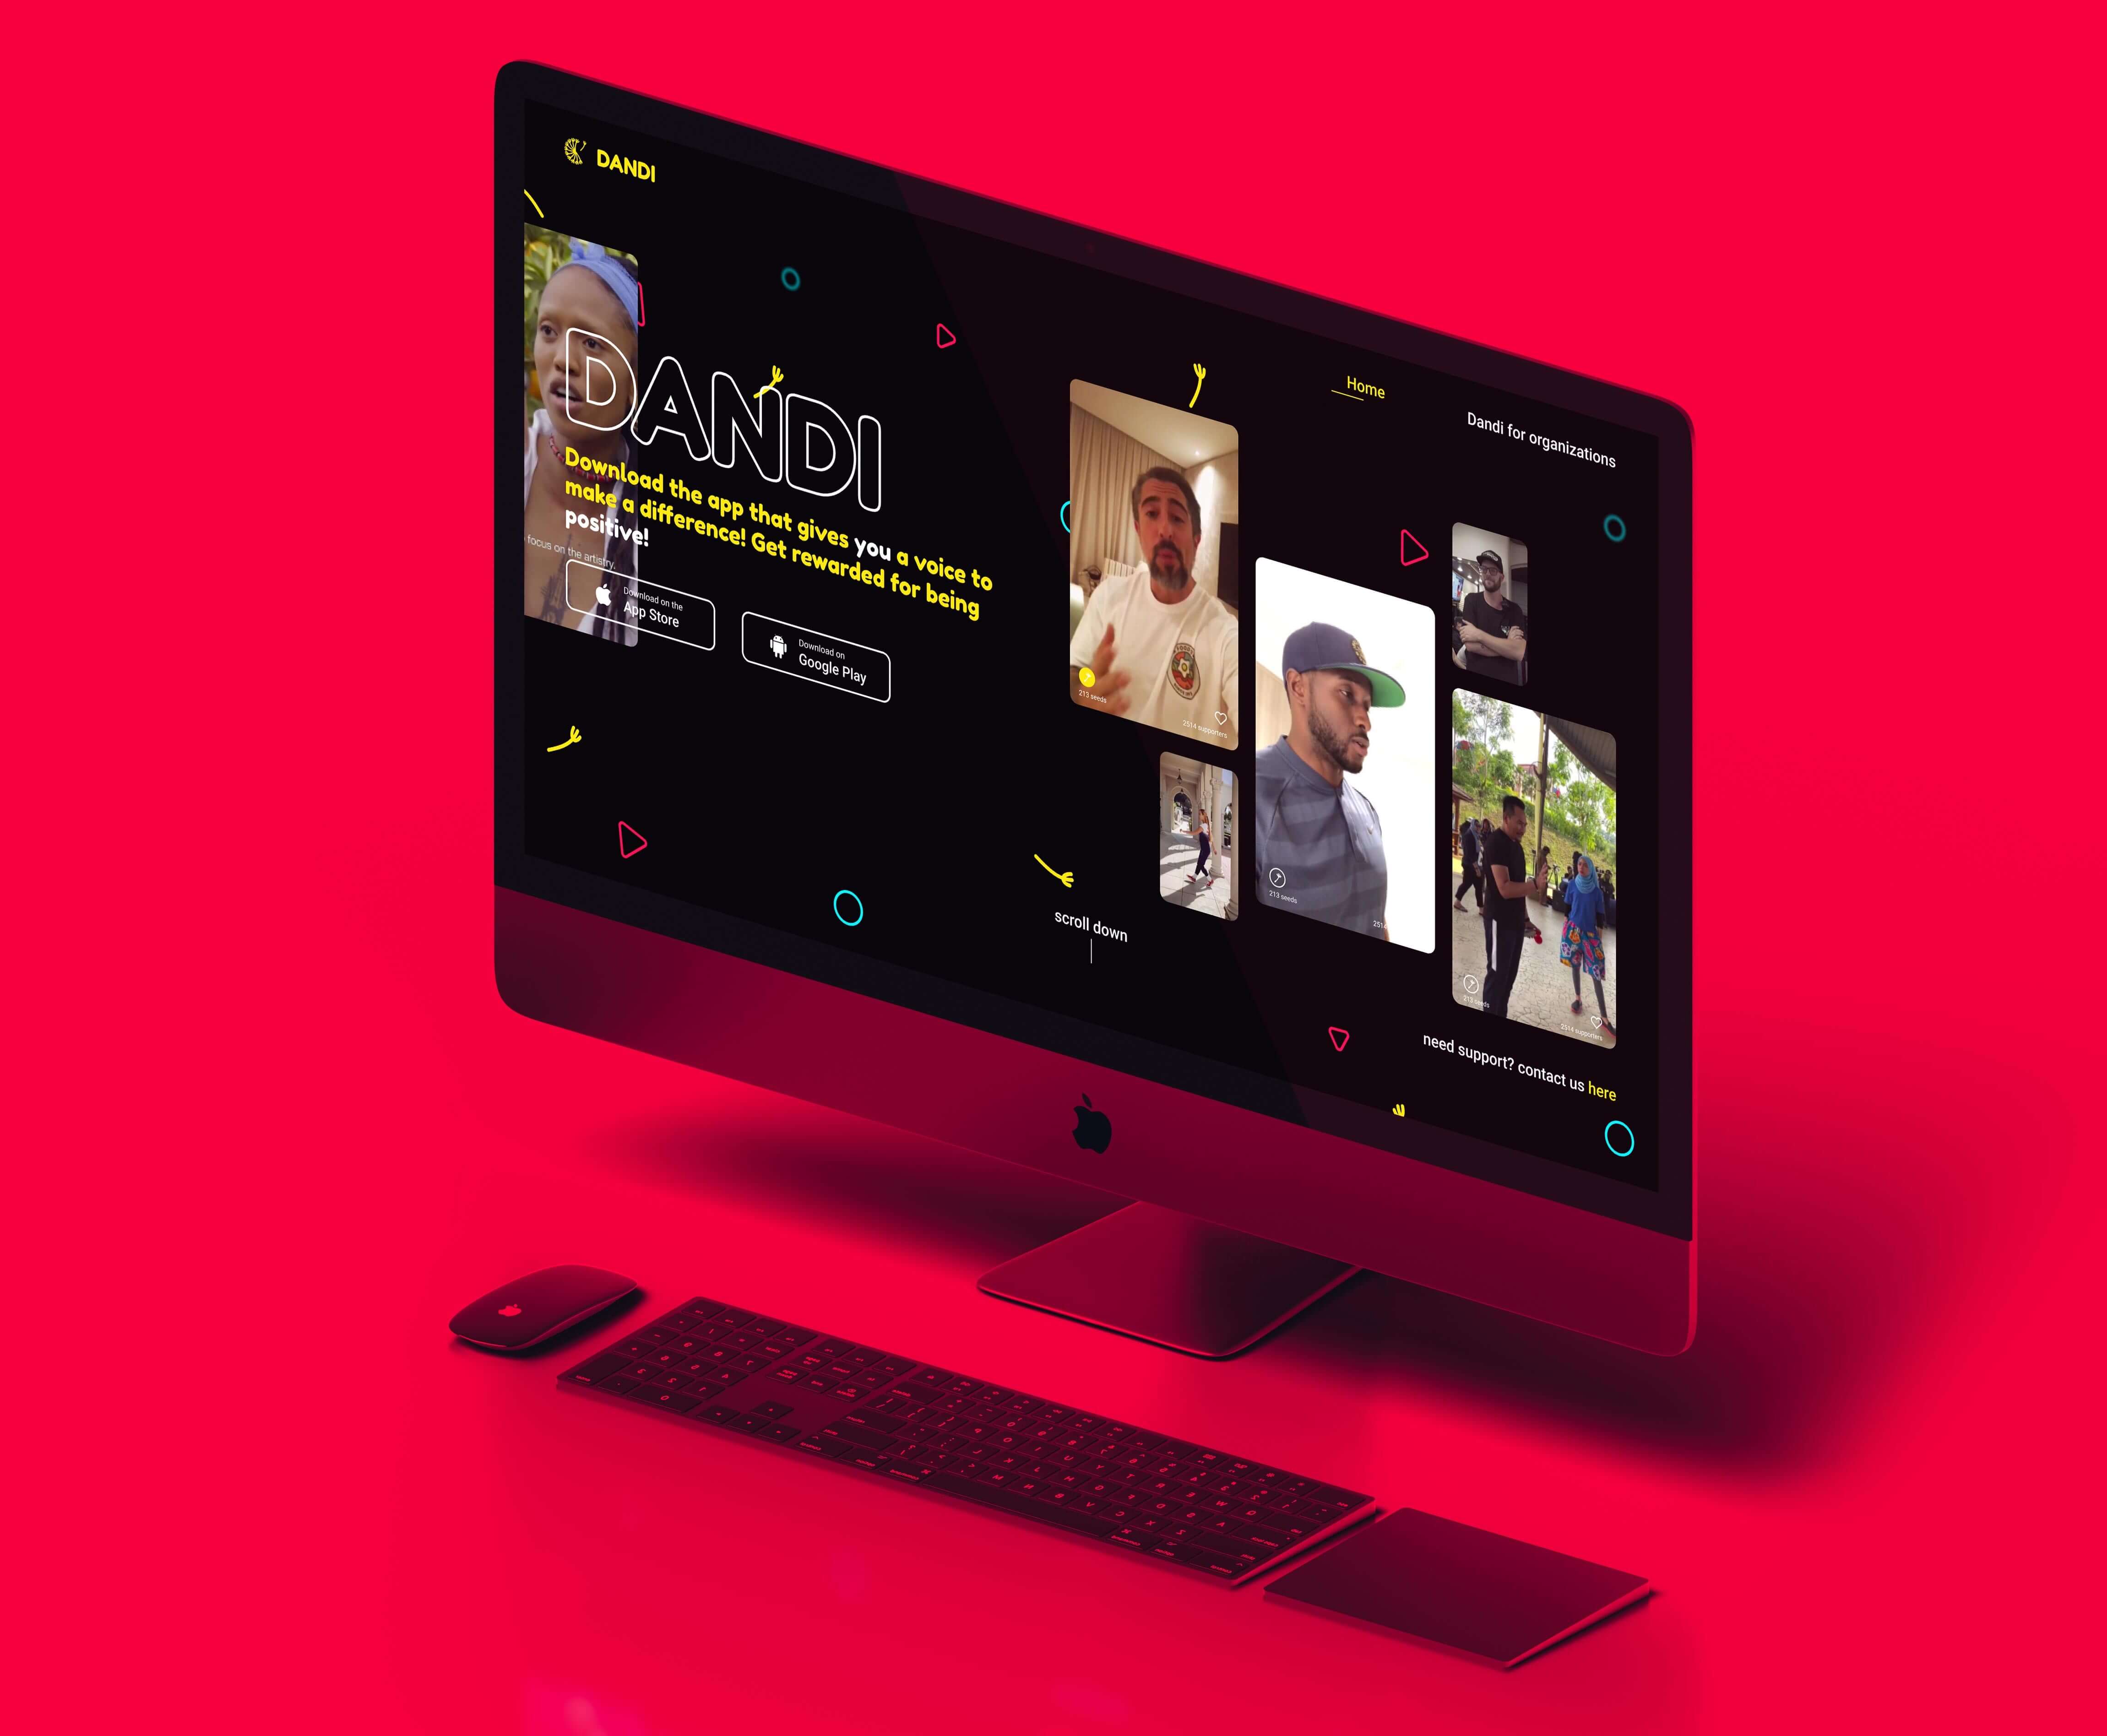 DANDI
Home
Dandi for organizations
DANDI
Download the app that gives you a voice to
make a difference! Get rewarded for being
positive!
focus on the artistry.
Download on the
App Store
Download on
Google Play
213 seeds
2514 supporters
213 seeds
2514
213 seeds
2514 supporters
scroll down
need support? contact us here